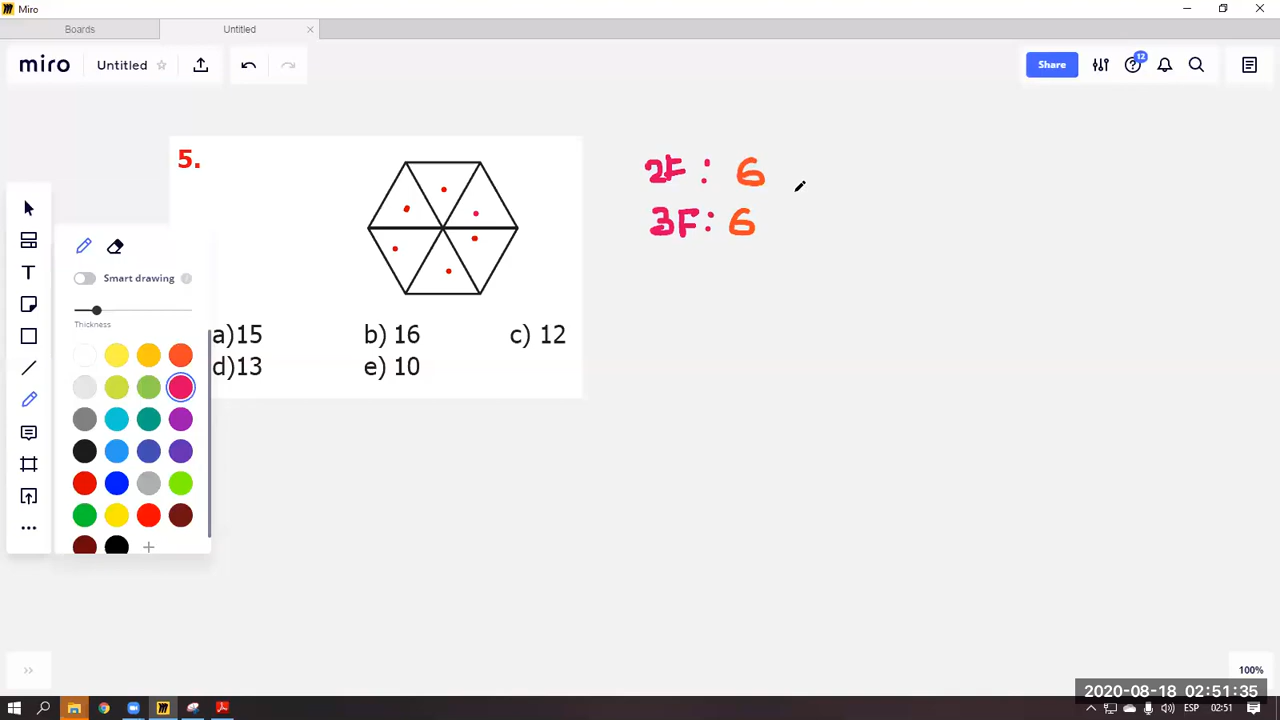 Miro
Boards
Untitled
miro
Untitled
Share
12
5.
2F : 6
3F : 6
Smart drawing
Thickness
a)15
b) 16
c) 12
d)13
e) 10
100%
2020-08-18 02:51:35
ESP
02:51